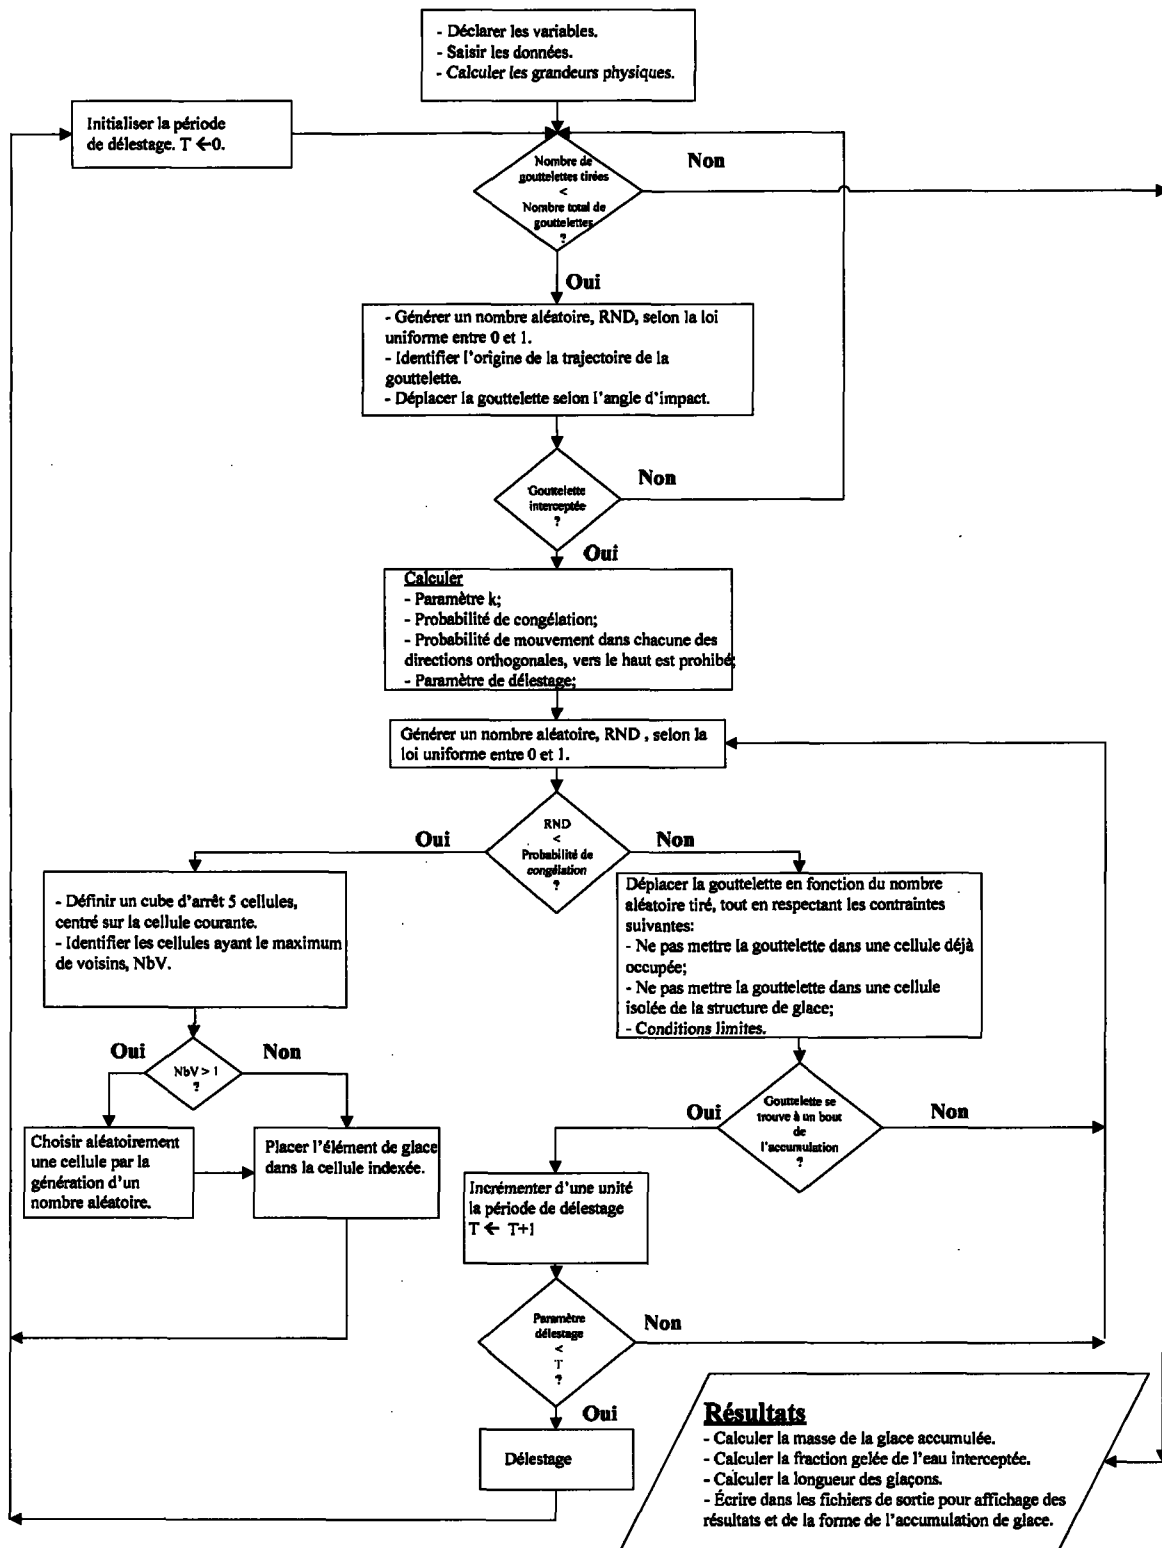 - Déclarer les variables.
- Saisir les données.
- Calculer les grandeurs physiques.
Initialiser la période
de délestage. T ←0.
Nombre de
gouttelettes tirées
<
Nombre total de
gouttelettes
?
Non
Oui
- Générer un nombre aléatoire, RND, selon la loi
uniforme entre 0 et 1.
- Identifier l'origine de la trajectoire de la
gouttelette.
- Déplacer la gouttelette selon l'angle d'impact.
Gouttelette
interceptée
?
Non
Oui
Calculer
- Paramètre k;
- Probabilité de congélation;
- Probabilité de mouvement dans chacune des
directions orthogonales, vers le haut est prohibé;
- Paramètre de délestage;
Générer un nombre aléatoire, RND , selon la
loi uniforme entre 0 et 1.
RND
<
Probabilité de
congélation
?
Oui
Non
- Définir un cube d'arrêt 5 cellules,
centré sur la cellule courante.
- Identifier les cellules ayant le maximum
de voisins, NbV.
Déplacer la gouttelette en fonction du nombre
aléatoire tiré, tout en respectant les contraintes
suivantes:
- Ne pas mettre la gouttelette dans une cellule déjà
occupée;
- Ne pas mettre la gouttelette dans une cellule
isolée de la structure de glace;
- Conditions limites.
Oui
NbV > 1
?
Non
Choisir aléatoirement
une cellule par la
génération d'un
nombre aléatoire.
Placer l'élément de glace
dans la cellule indexée.
Gouttelette se
trouve à un bout
de
l'accumulation
?
Oui
Non
Incrémenter d'une unité
la période de délestage
T ← T+1
Paramètre
délestage
<
T
?
Non
Oui
Délestage
Résultats
- Calculer la masse de la glace accumulée.
- Calculer la fraction gelée de l'eau interceptée.
- Calculer la longueur des glaçons.
- Écrire dans les fichiers de sortie pour affichage des
résultats et de la forme de l'accumulation de glace.